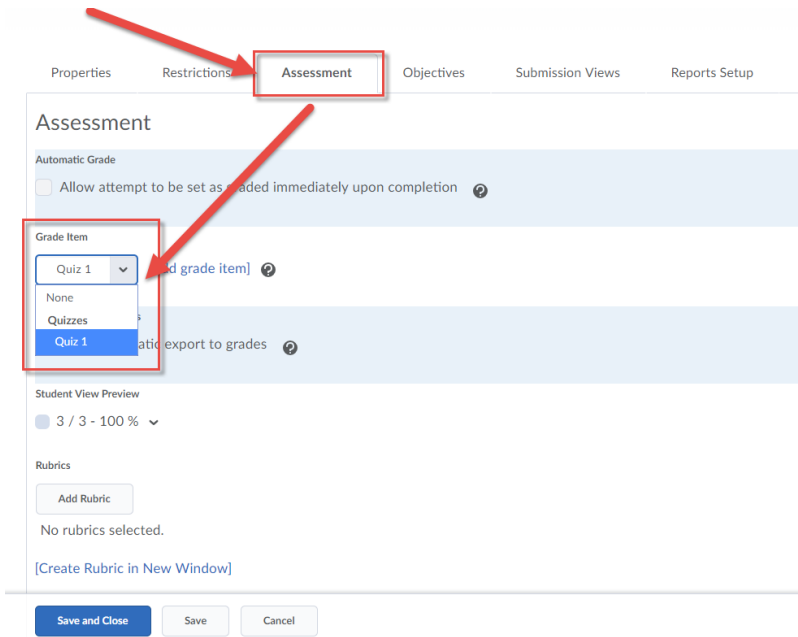 Properties Restrictions Assessment Objectives Submission Views Reports Setup
Assessment
Automatic Grade
Allow attempt to be set as graded immediately upon completion ?
Grade Item
Quiz 1 grade item] ?
None
Quizzes
Quiz 1 export to grades ?
Student View Preview
3 / 3 - 100 %
Rubrics
Add Rubric
No rubrics selected.
[Create Rubric in New Window]
Save and Close Save Cancel